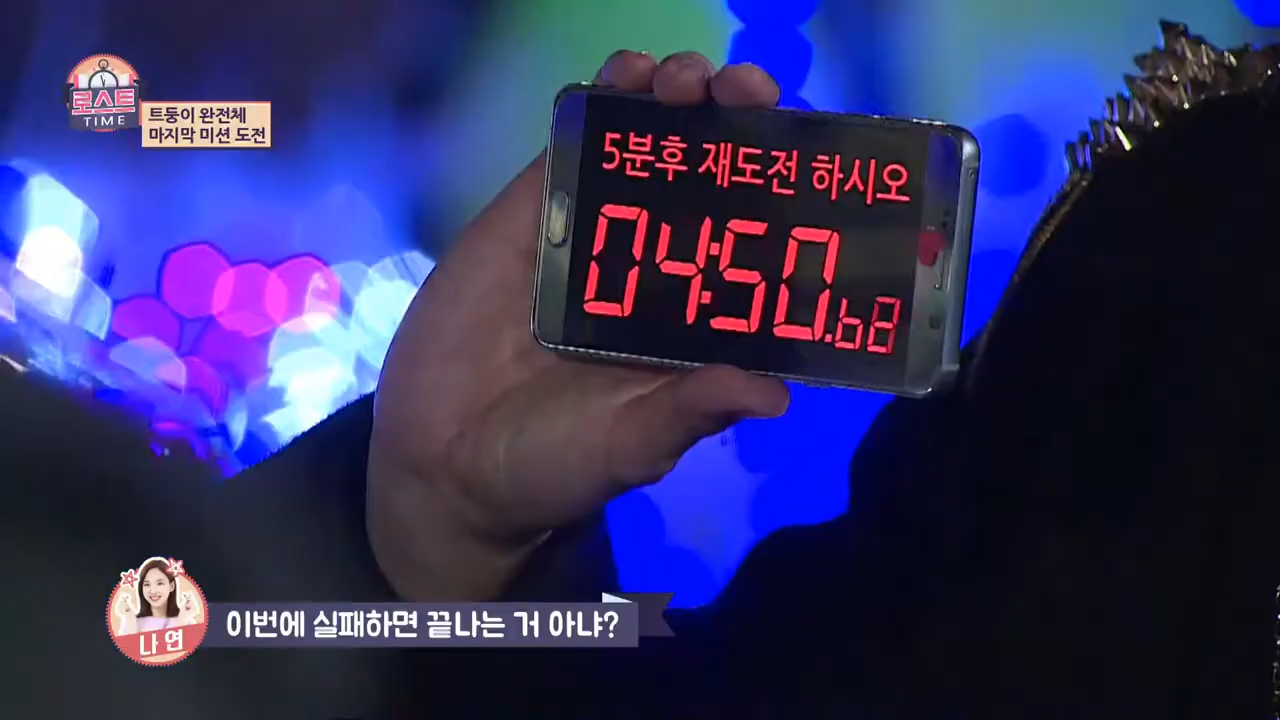 로스트
TIME
트둥이 완전체
마지막 미션 도전
5분후 재도전 하시오
04:50.68
나연
이번에 실패하면 끝나는 거 아냐?